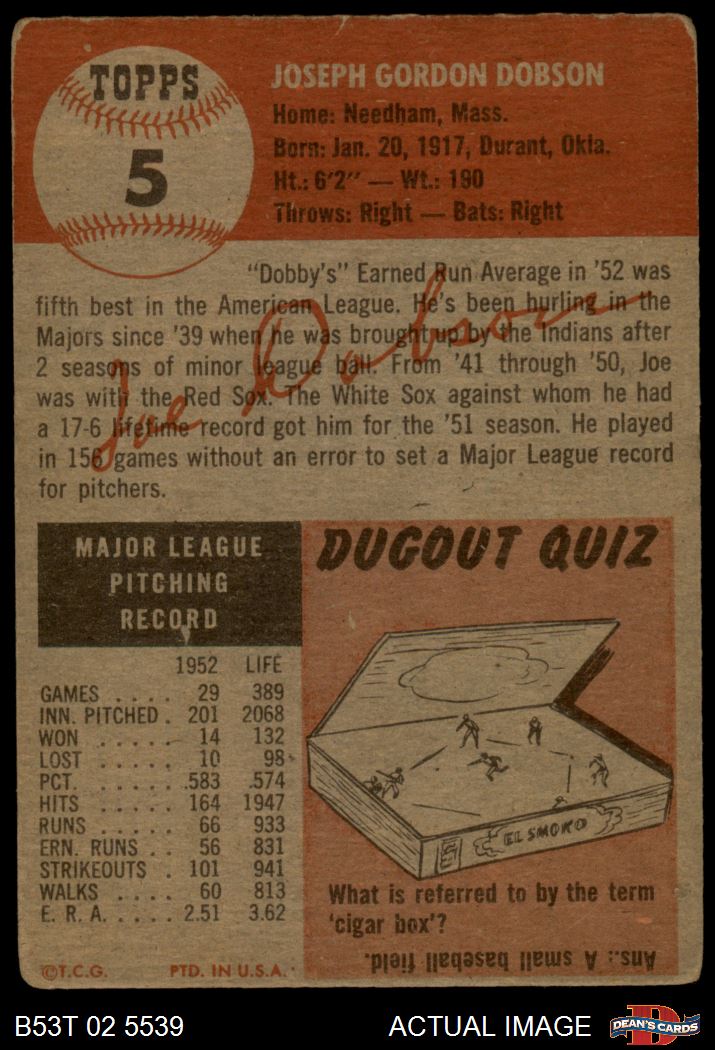 TOPPS
5
JOSEPH GORDON DOBSON
Home: Needham, Mass.
Born: Jan. 20, 1917, Durant, Okla.
Ht.: 6'2" — Wt.: 190
Throws: Right — Bats: Right
"Dobby's" Earned Run Average in '52 was
fifth best in the American League. He's been hurling in the
Majors since '39 when he was brought up by the Indians after
2 seasons of minor league ball. From '41 through '50, Joe
was with the Red Sox. The White Sox against whom he had
a 17-6 lifetime record got him for the '51 season. He played
in 156 games without an error to set a Major League record
for pitchers.
Joe Dobson
MAJOR LEAGUE
PITCHING
RECORD
1952 LIFE
GAMES . . . . 29 389
INN. PITCHED . 201 2068
WON . . . . . 14 132
LOST . . . . . 10 98
PCT. . . . . . .583 .574
HITS . . . . . 164 1947
RUNS . . . . . 66 933
ERN. RUNS . . 56 831
STRIKEOUTS . 101 941
WALKS . . . . 60 813
E. R. A. . . . . . 2.51 3.62
©T.C.G. PTD. IN U.S.A.
DUGOUT QUIZ
EL SMOKO
What is referred to by the term
'cigar box'?
Ans.: A small baseball field.
B53T 02 5539
ACTUAL IMAGE
D
DEAN'S CARDS